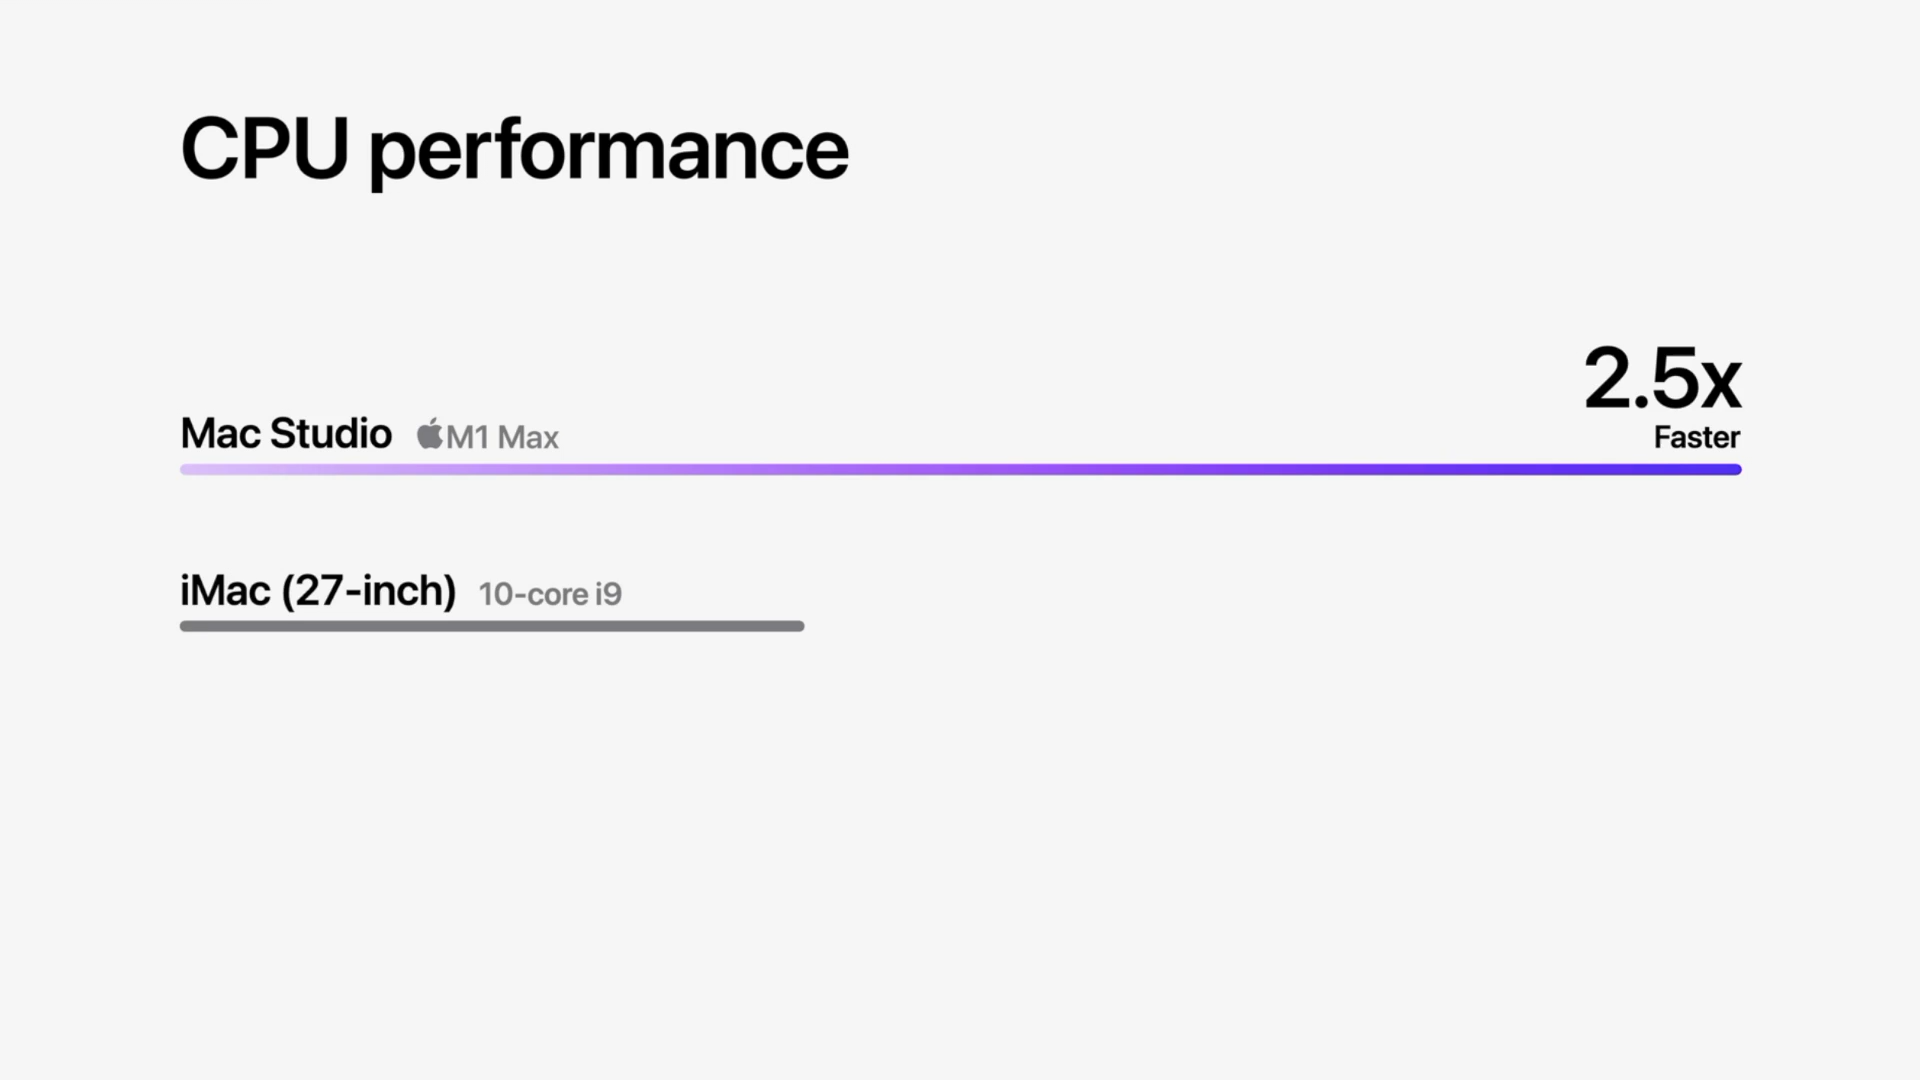 CPU performance
2.5x
Mac Studio M1 Max
Faster
iMac (27-inch) 10-core i9